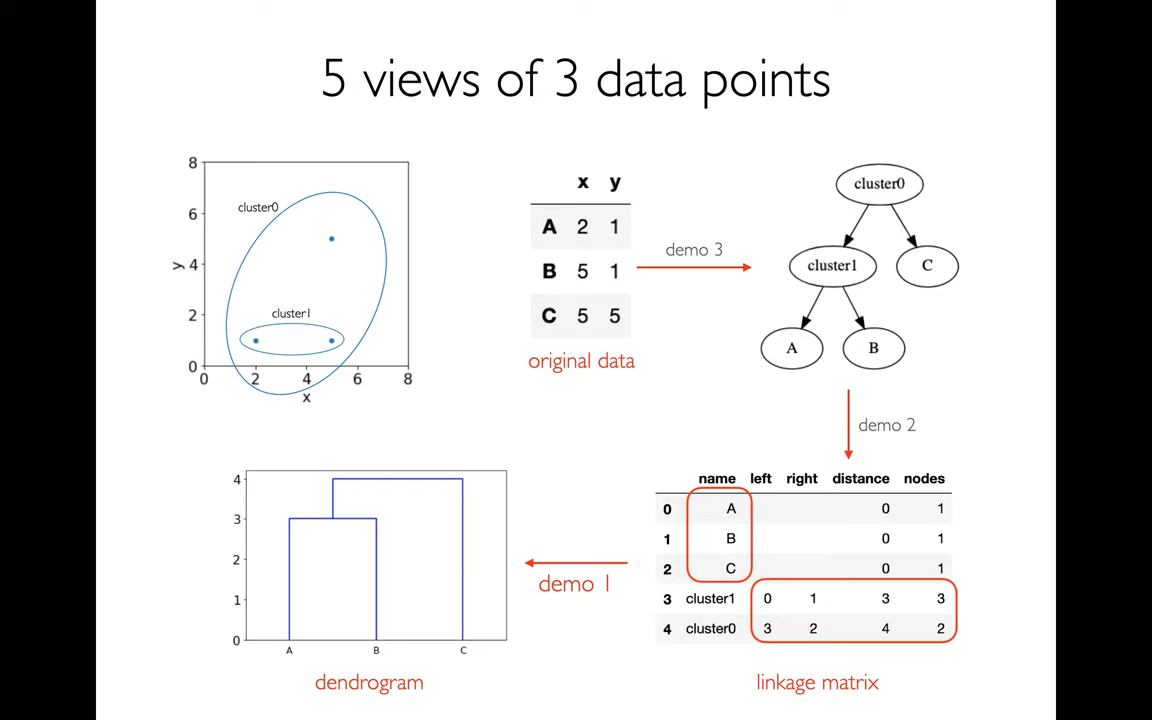 5 views of 3 data points
8
6
4
2
0
y
cluster0
cluster1
0 2 4 6 8
x
x y
A 2 1
B 5 1
C 5 5
original data
demo 3
cluster0
cluster1
C
A
B
demo 2
4
3
2
1
0
A B C
dendrogram
demo 1
name left right distance nodes
0 A 0 1
1 B 0 1
2 C 0 1
3 cluster1 0 1 3 3
4 cluster0 3 2 4 2
linkage matrix